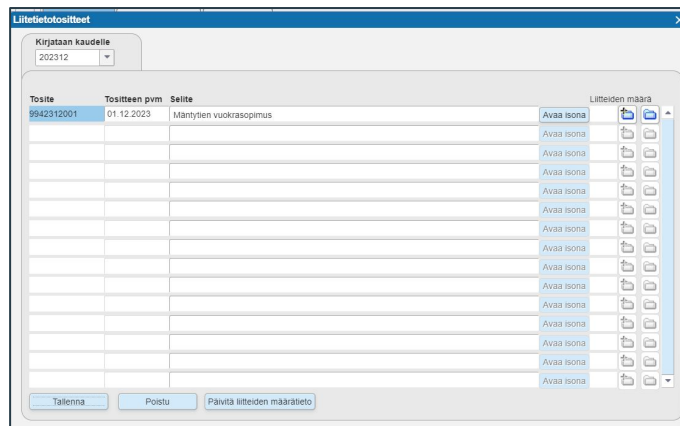 Liitetietotositteet
Kirjataan kaudelle
202312
Tosite Tositteen pvm Selite Liitteiden määrä
9942312001 01.12.2023 Mäntytien vuokrasopimus Avaa isona
Avaa isona
Avaa isona
Avaa isona
Avaa isona
Avaa isona
Avaa isona
Avaa isona
Avaa isona
Avaa isona
Avaa isona
Avaa isona
Avaa isona
Avaa isona
Avaa isona
Tallenna Poistu Päivitä liitteiden määrätieto